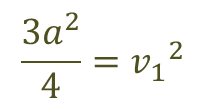 3a²/4 = v₁²